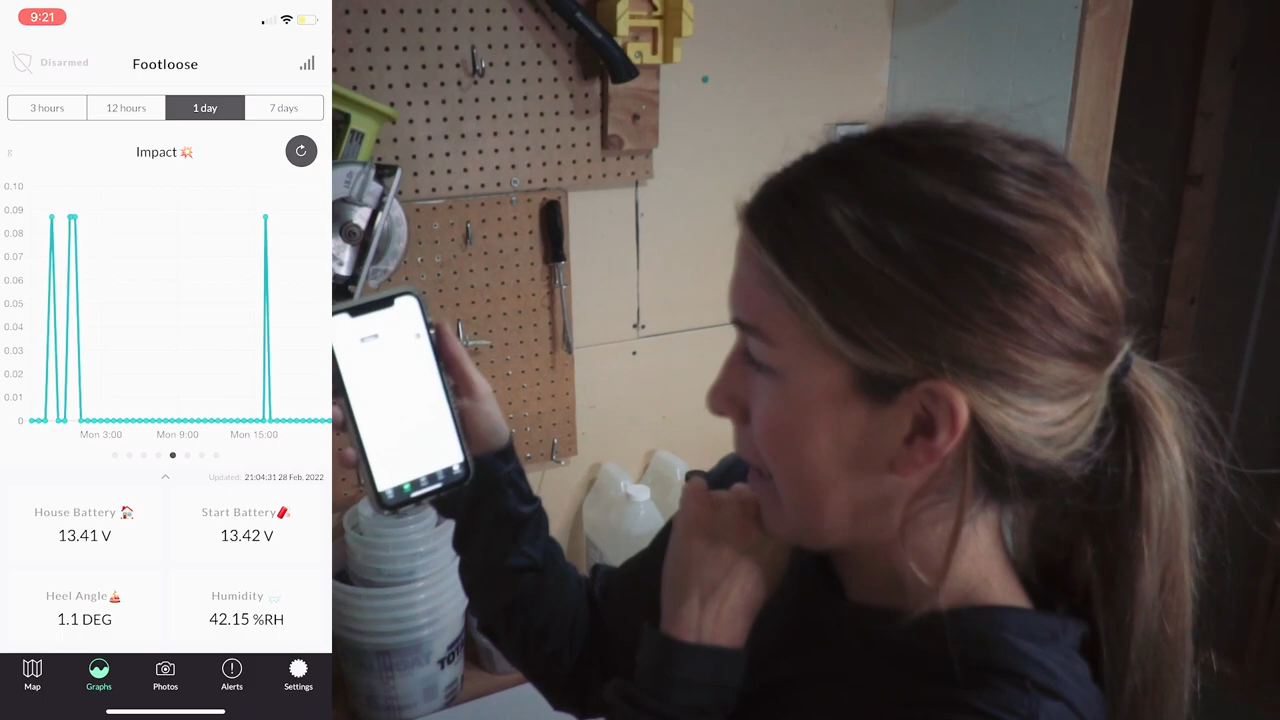 9:21
Disarmed
Footloose
3 hours 12 hours 1 day 7 days
g
Impact 💥
0.10
0.09
0.08
0.07
0.06
0.05
0.04
0.03
0.02
0.01
0
Mon 3:00 Mon 9:00 Mon 15:00
Updated: 21:04:31 28 Feb, 2022
House Battery 🏠 Start Battery🧨
13.41 V 13.42 V
Heel Angle⛵ Humidity
1.1 DEG 42.15 %RH
Map Graphs Photos Alerts Settings